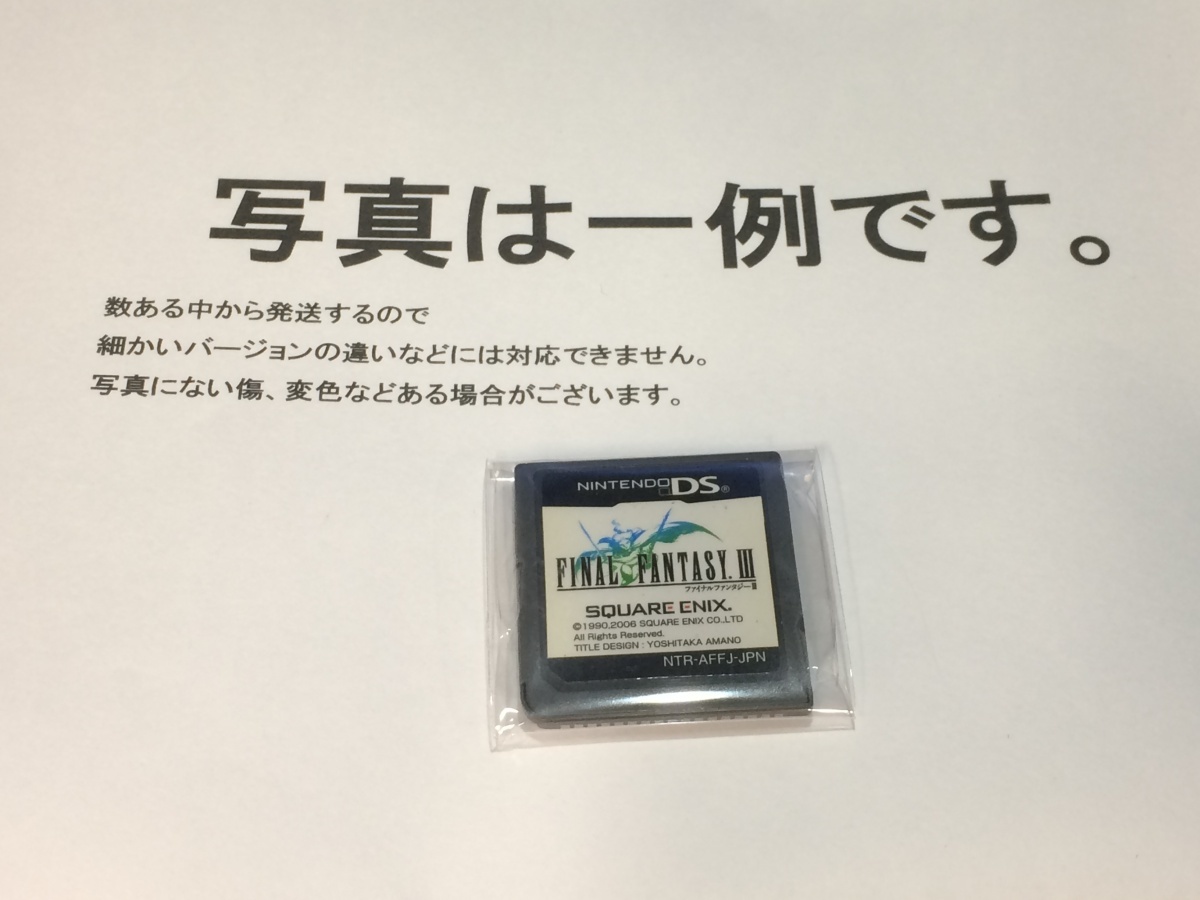 写真は一例です。
数ある中から発送するので
細かいバージョンの違いなどには対応できません。
写真にない傷、変色などある場合がございます。
NINTENDO DS®
FINAL FANTASY. III
ファイナルファンタジーIII
SQUARE ENIX.
©1990,2006 SQUARE ENIX CO.,LTD
All Rights Reserved.
TITLE DESIGN : YOSHITAKA AMANO
NTR-AFFJ-JPN